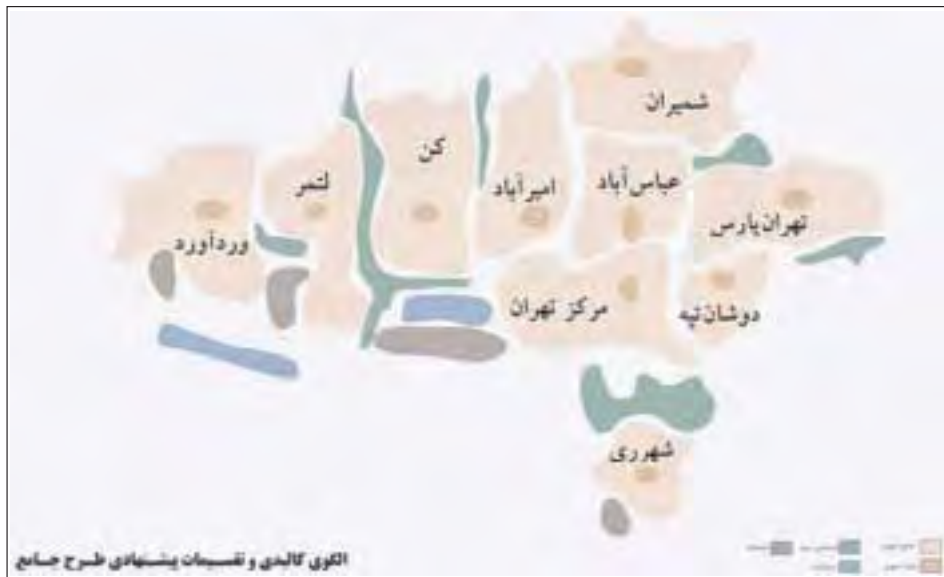 شمیران
کن
لتمر
امیرآباد
عباس‌آباد
تهران‌پارس
وردآورد
مرکز تهران
دوشان‌تپه
شهرری
الگوی کالبدی و تقسیمات پیشنهادی طرح جامع